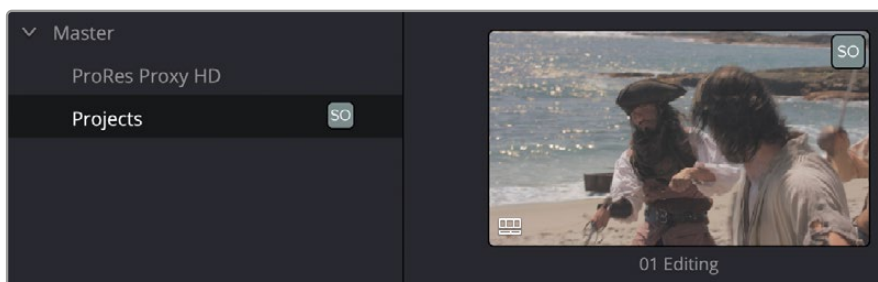 Master
ProRes Proxy HD
Projects SO
SO
01 Editing